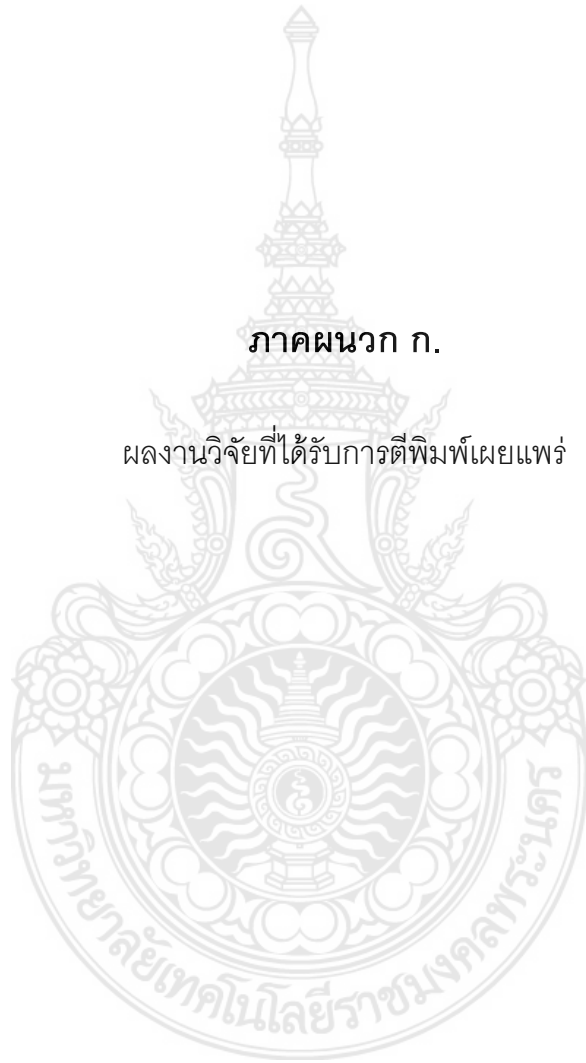 ภาคผนวก ก.
ผลงานวิจัยที่ได้รับการตีพิมพ์เผยแพร่
มหาวิทยาลัยเทคโนโลยีราชมงคลพระนคร